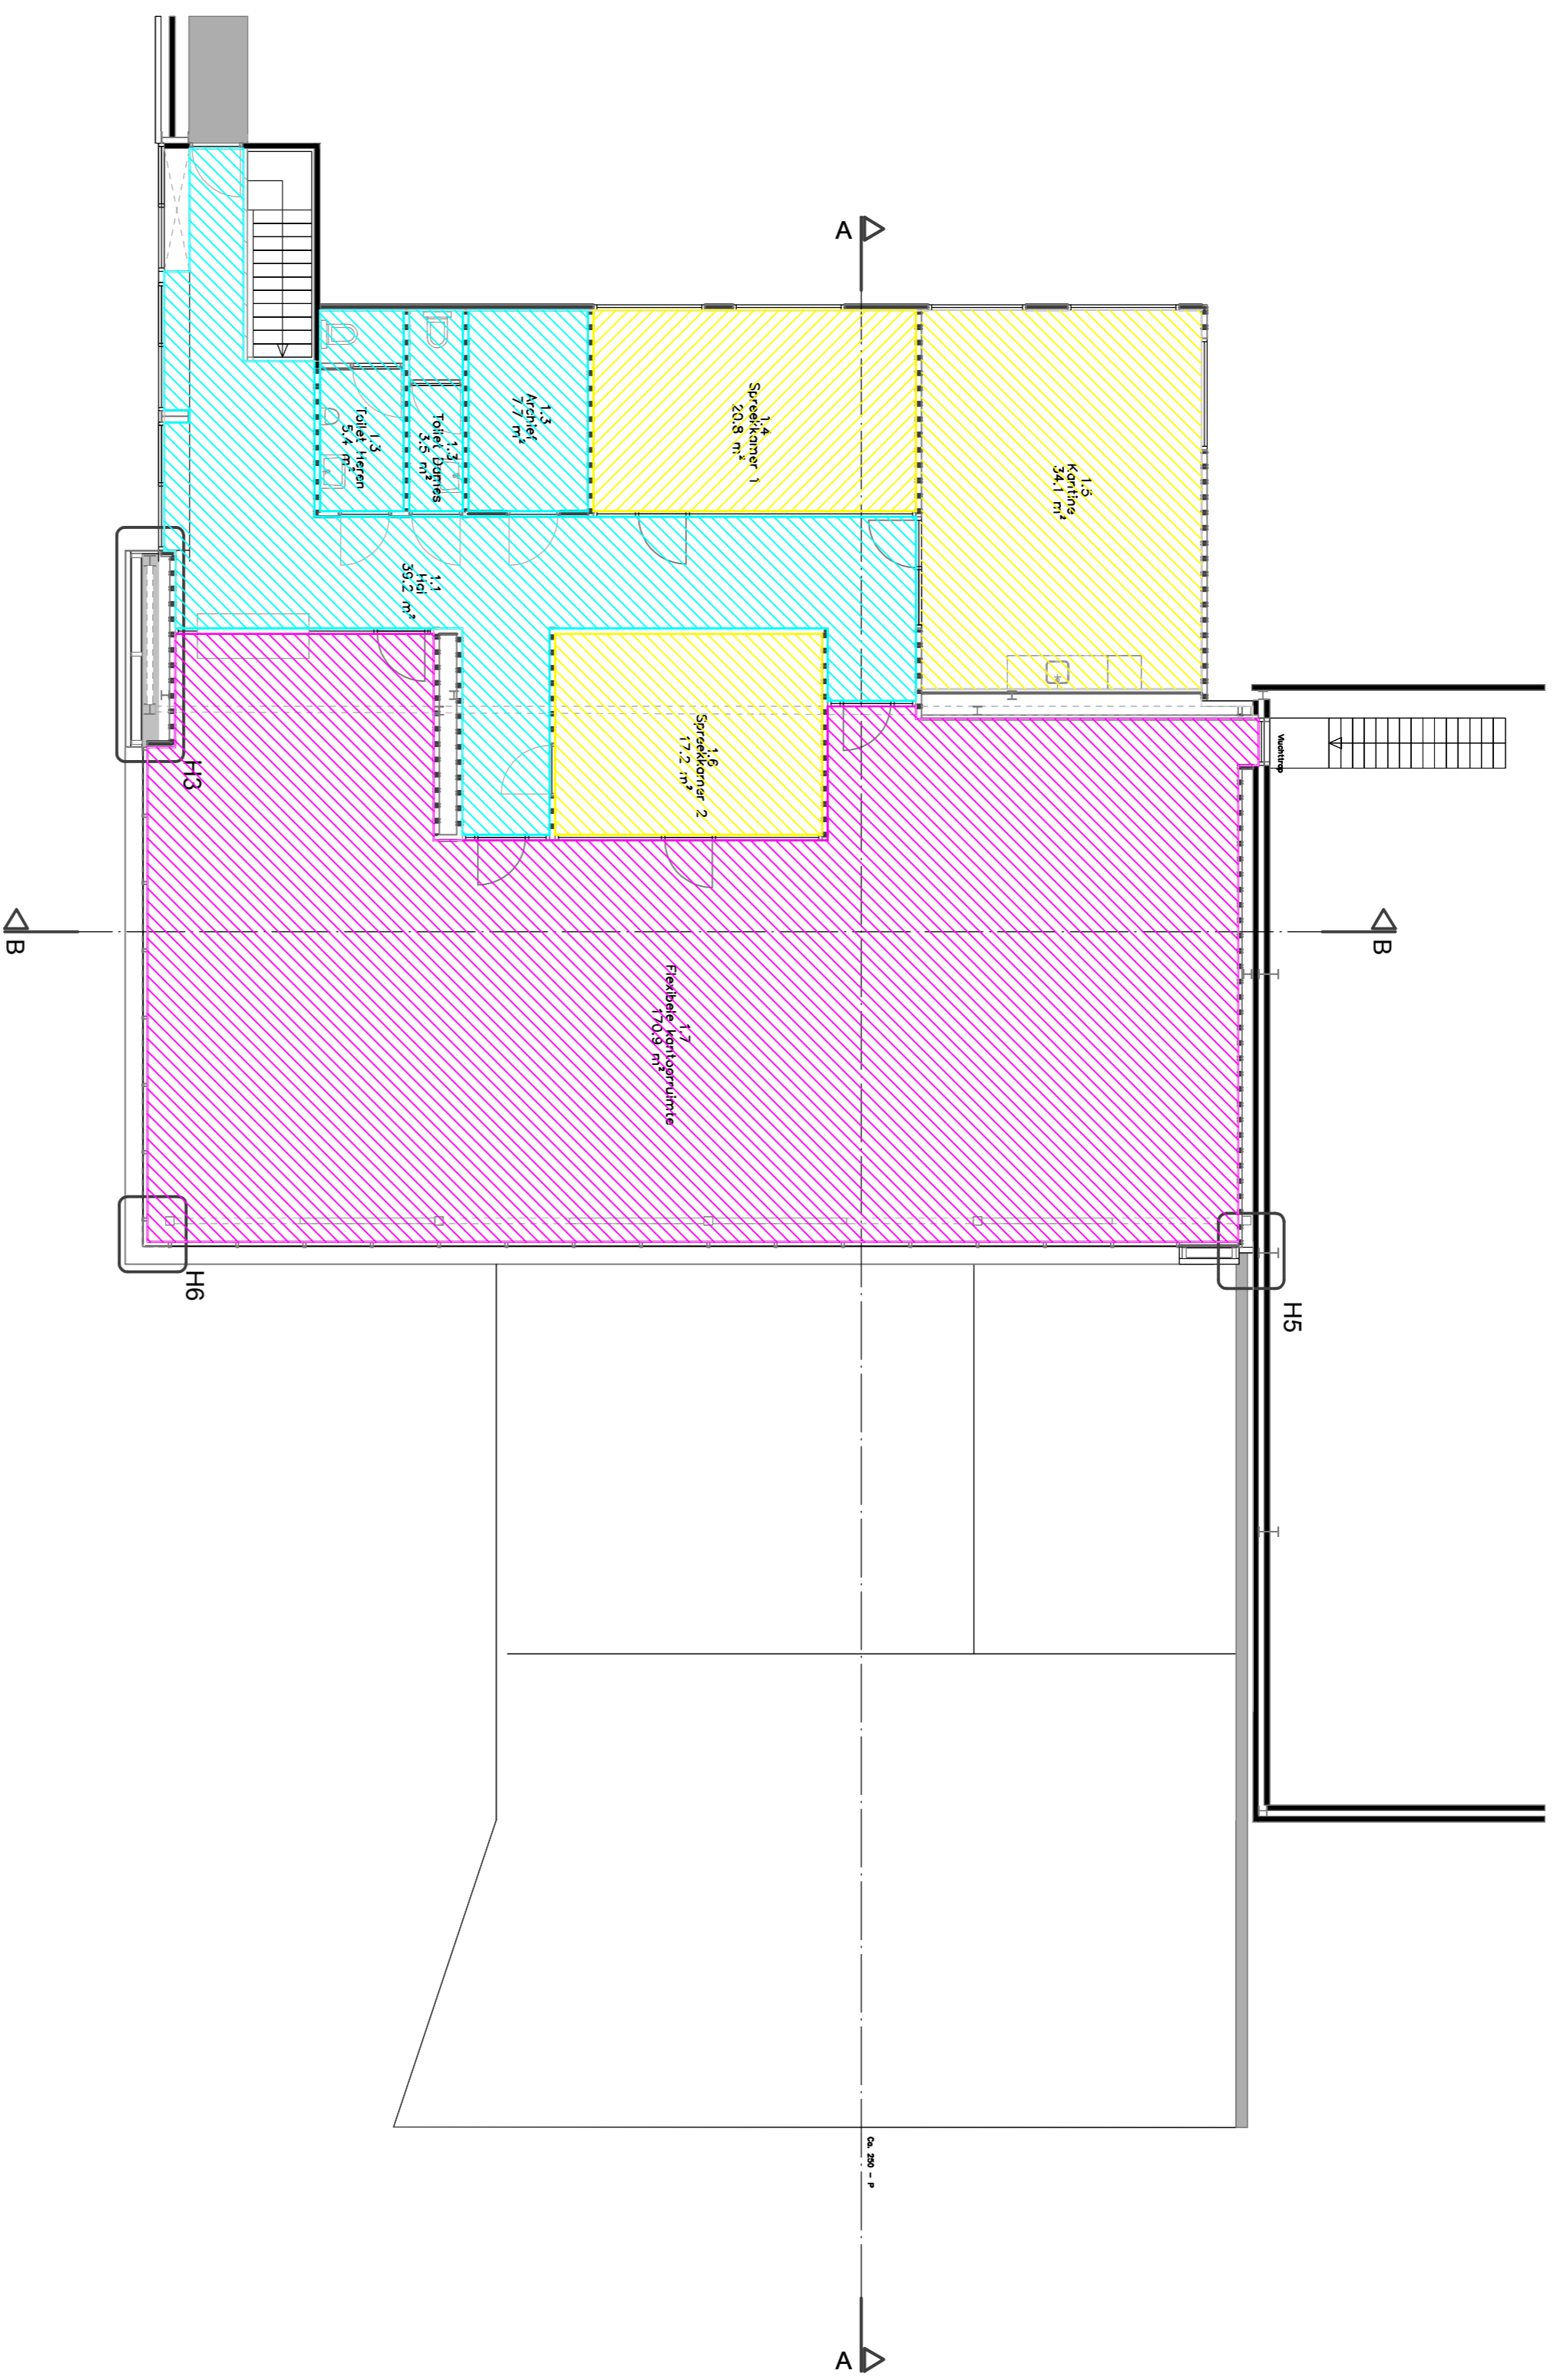 A
1.4
Spreekkamer 1
20.8 m²
1.3
Archief
7.7 m²
1.3
Toilet Dames
3.5 m²
1.3
Toilet Heren
5.4 m²
1.5
Kantine
34.1 m²
1.1
Hal
39.2 m²
1.6
Spreekkamer 2
17.2 m²
Vluchttrap
H3
B
B
1.7
Flexibele kantoorruimte
170.9 m²
H6
H5
Ca. 250 - P
A